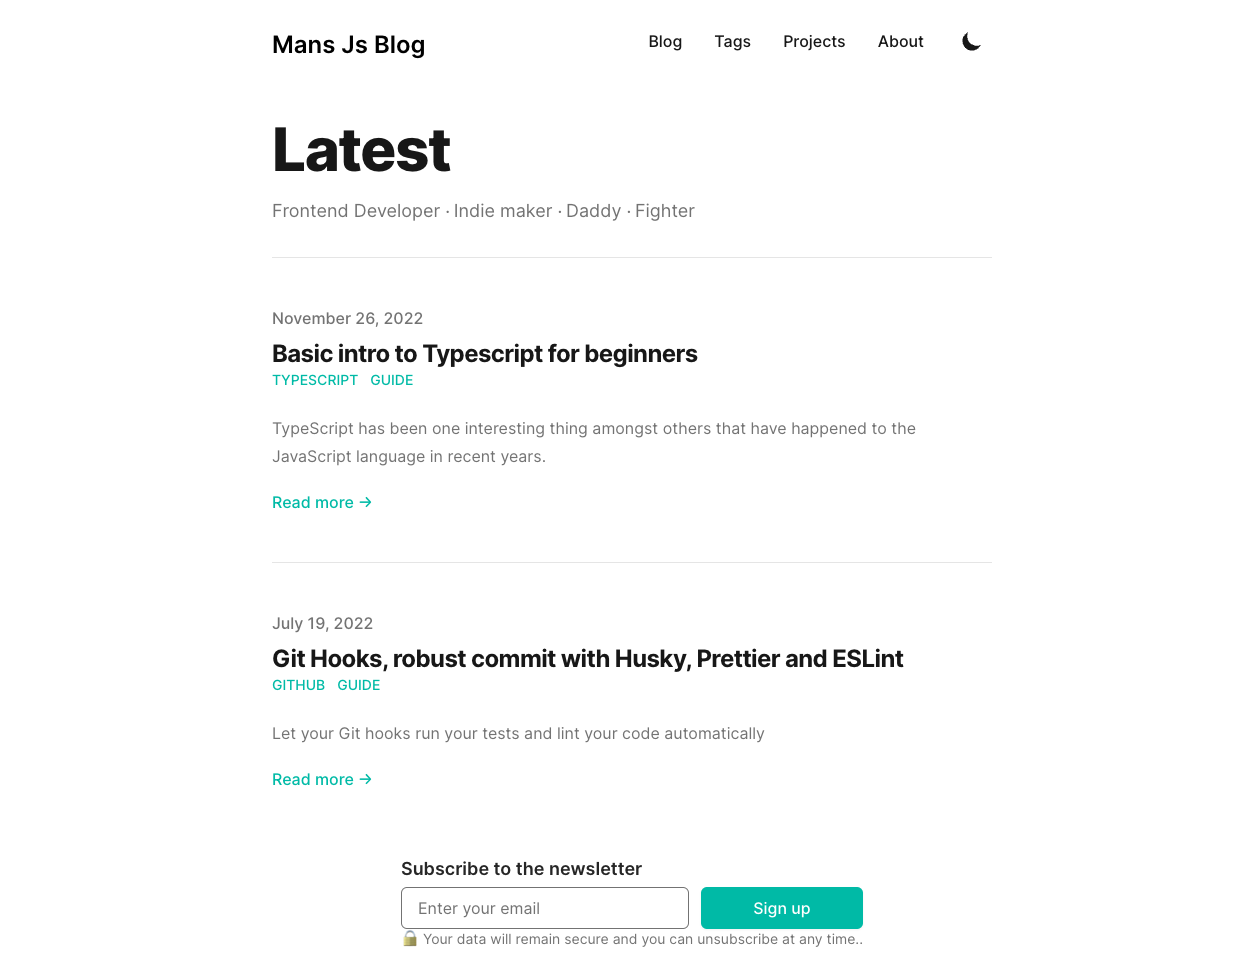 Mans Js Blog
Blog Tags Projects About
Latest
Frontend Developer · Indie maker · Daddy · Fighter
November 26, 2022
Basic intro to Typescript for beginners
TYPESCRIPT GUIDE
TypeScript has been one interesting thing amongst others that have happened to the
JavaScript language in recent years.
Read more →
July 19, 2022
Git Hooks, robust commit with Husky, Prettier and ESLint
GITHUB GUIDE
Let your Git hooks run your tests and lint your code automatically
Read more →
Subscribe to the newsletter
Enter your email Sign up
🔒 Your data will remain secure and you can unsubscribe at any time..